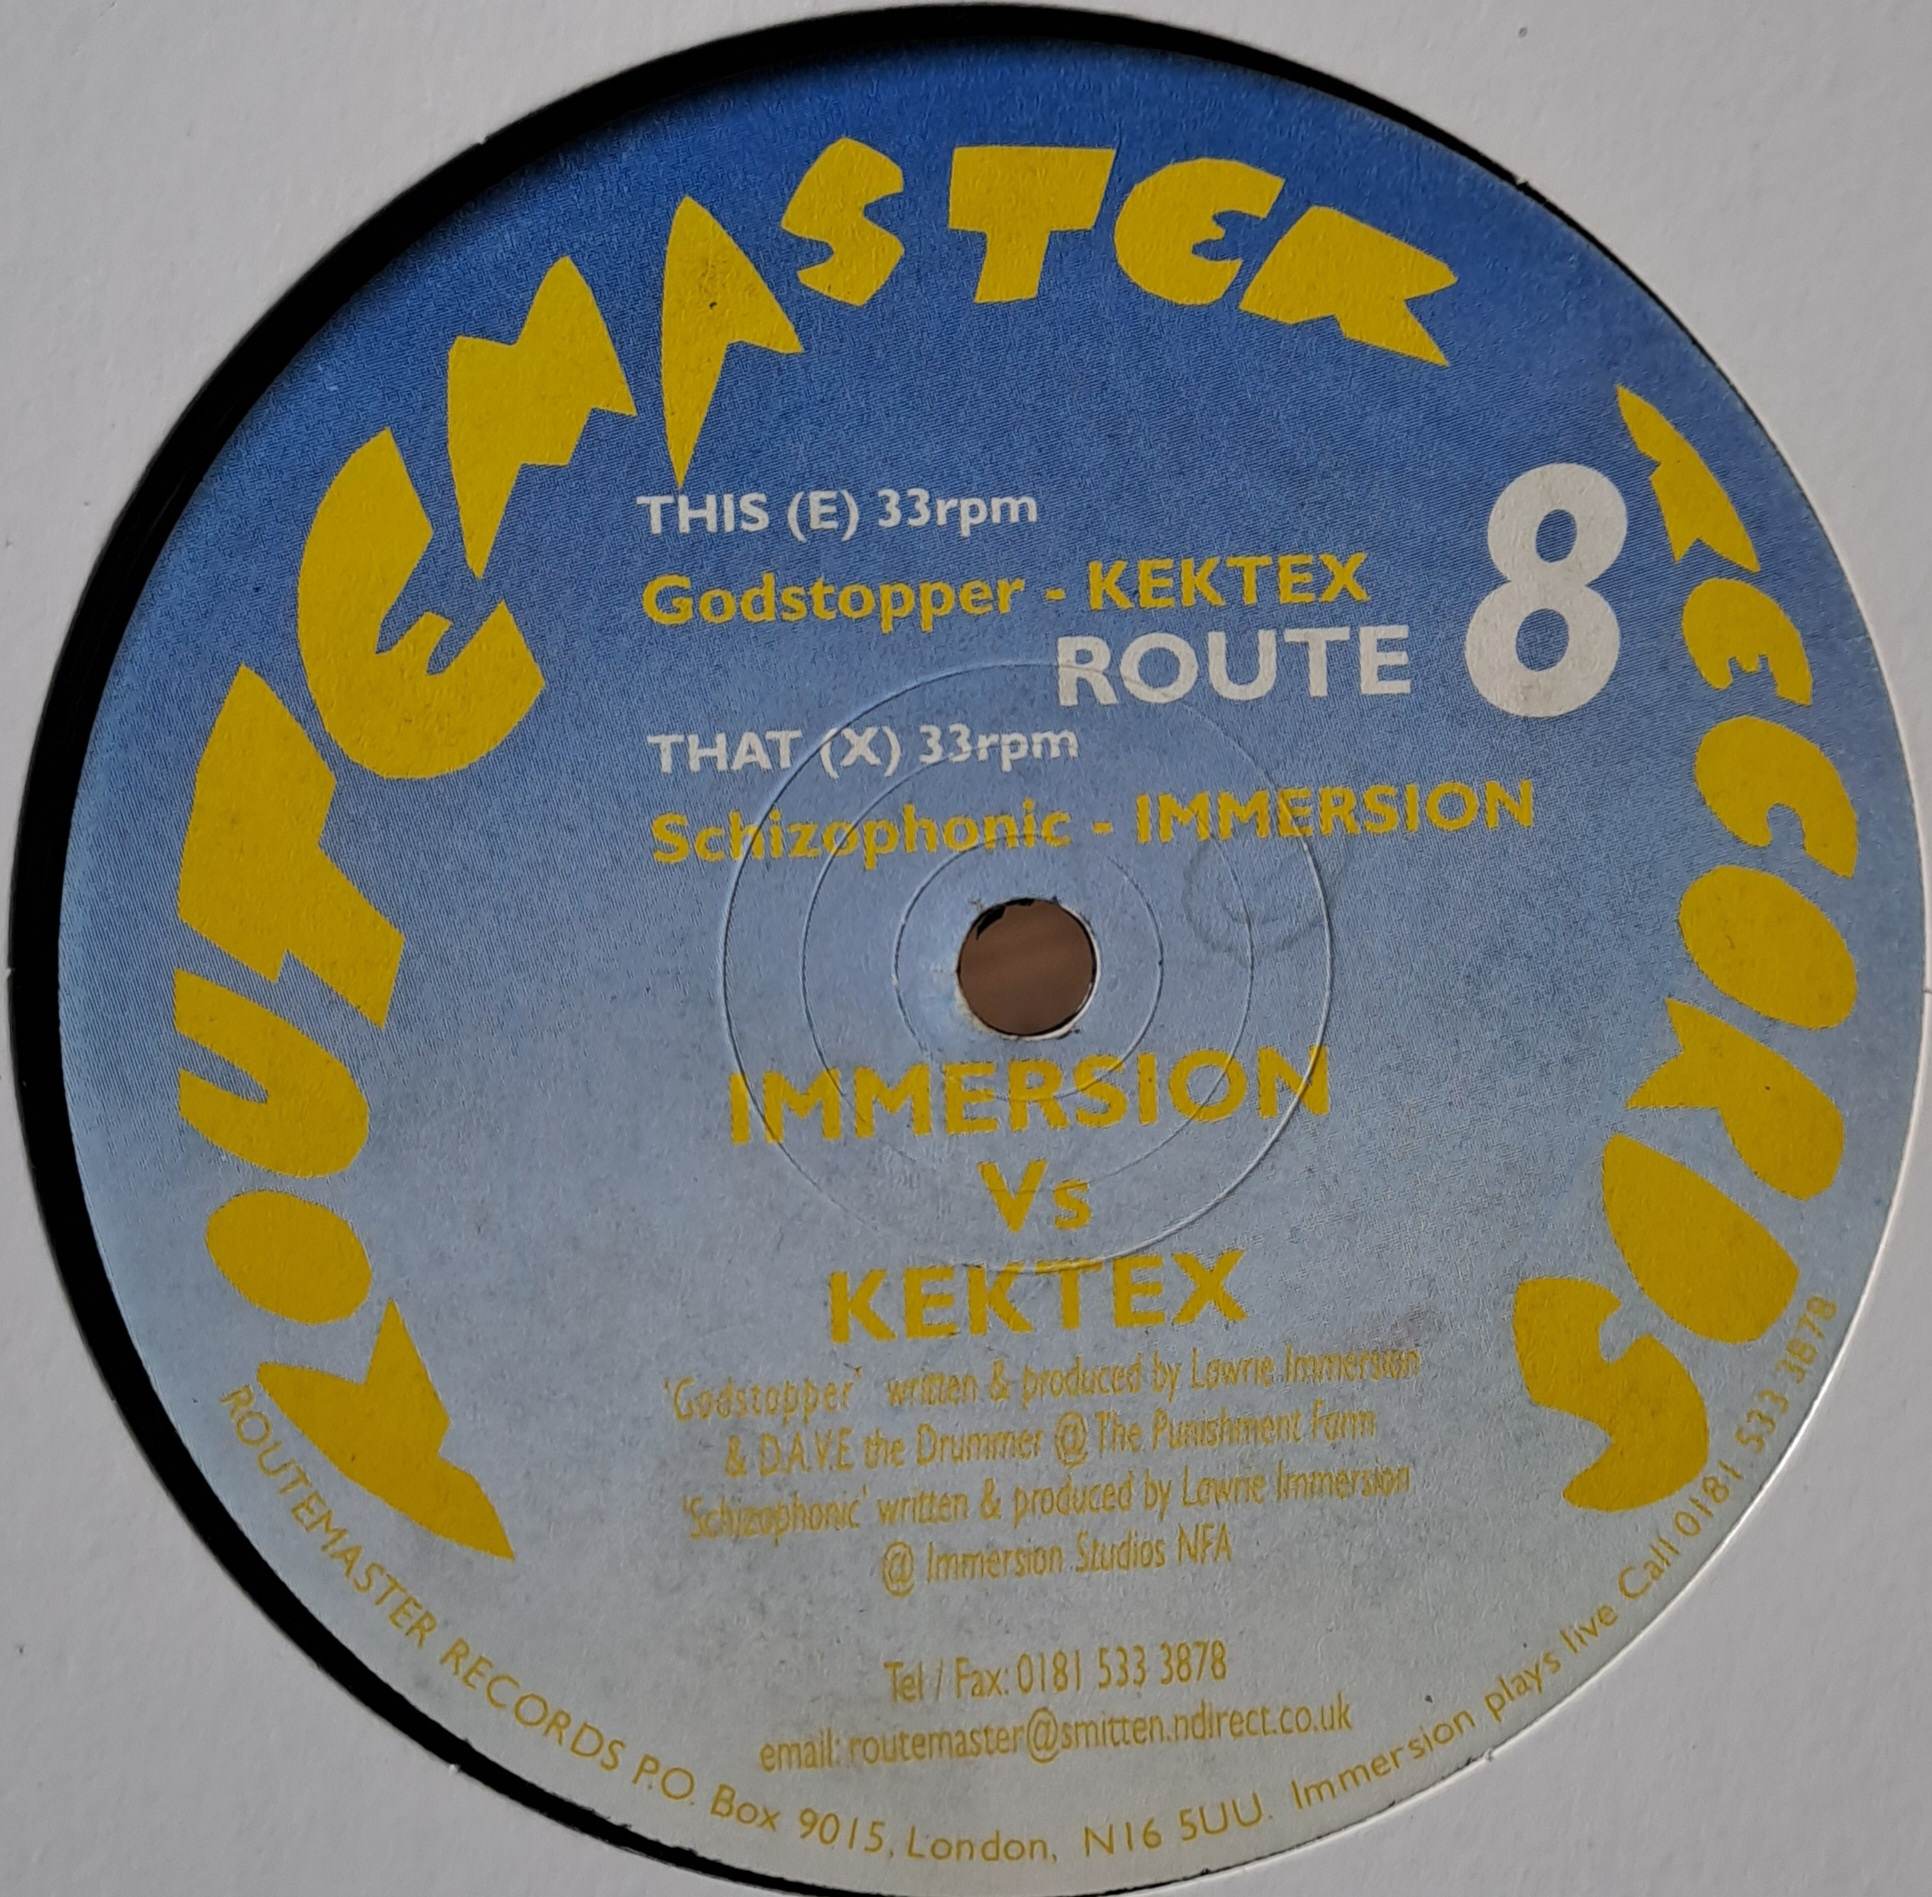 ROUTEMASTER RECORDS
THIS (E) 33rpm
Godstopper - KEKTEX
ROUTE 8
THAT (X) 33rpm
Schizophonic - IMMERSION
IMMERSION
Vs
KEKTEX
'Godstopper' written & produced by Lawrie Immersion
& D.A.V.E the Drummer @ The Punishment Farm
'Schizophonic' written & produced by Lawrie Immersion
@ Immersion Studios NFA
Tel / Fax: 0181 533 3878
email: routemaster@smitten.ndirect.co.uk
ROUTEMASTER RECORDS P.O. Box 9015, London, N16 5UU. Immersion plays live Call 0181 533 3878